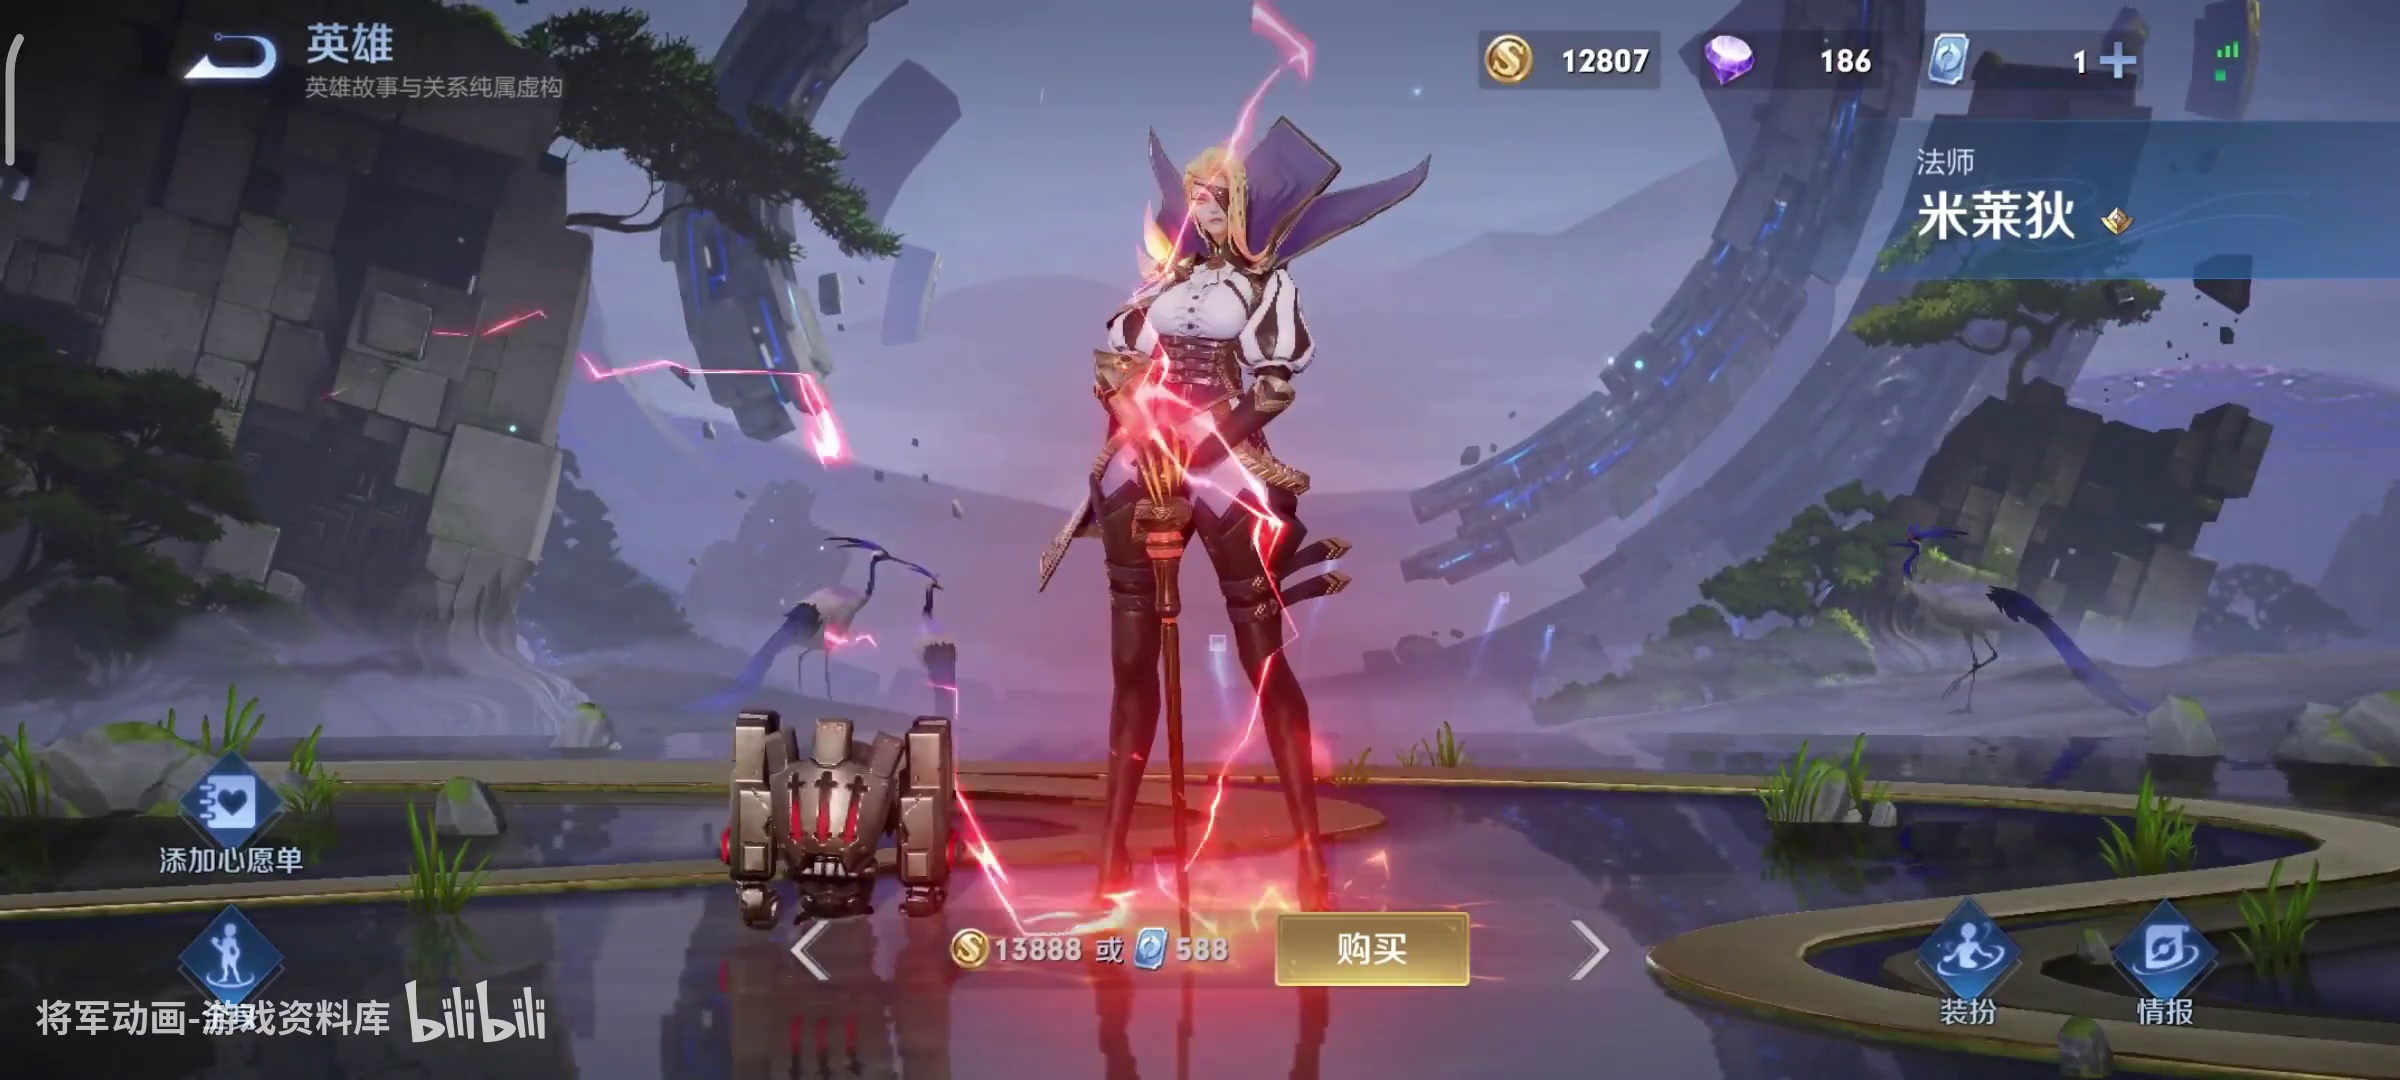 英雄
英雄故事与关系纯属虚构
12807
186
1
法师
米莱狄
添加心愿单
13888 或 588
购买
将军动画-游戏资料库 bilibili
装扮
情报